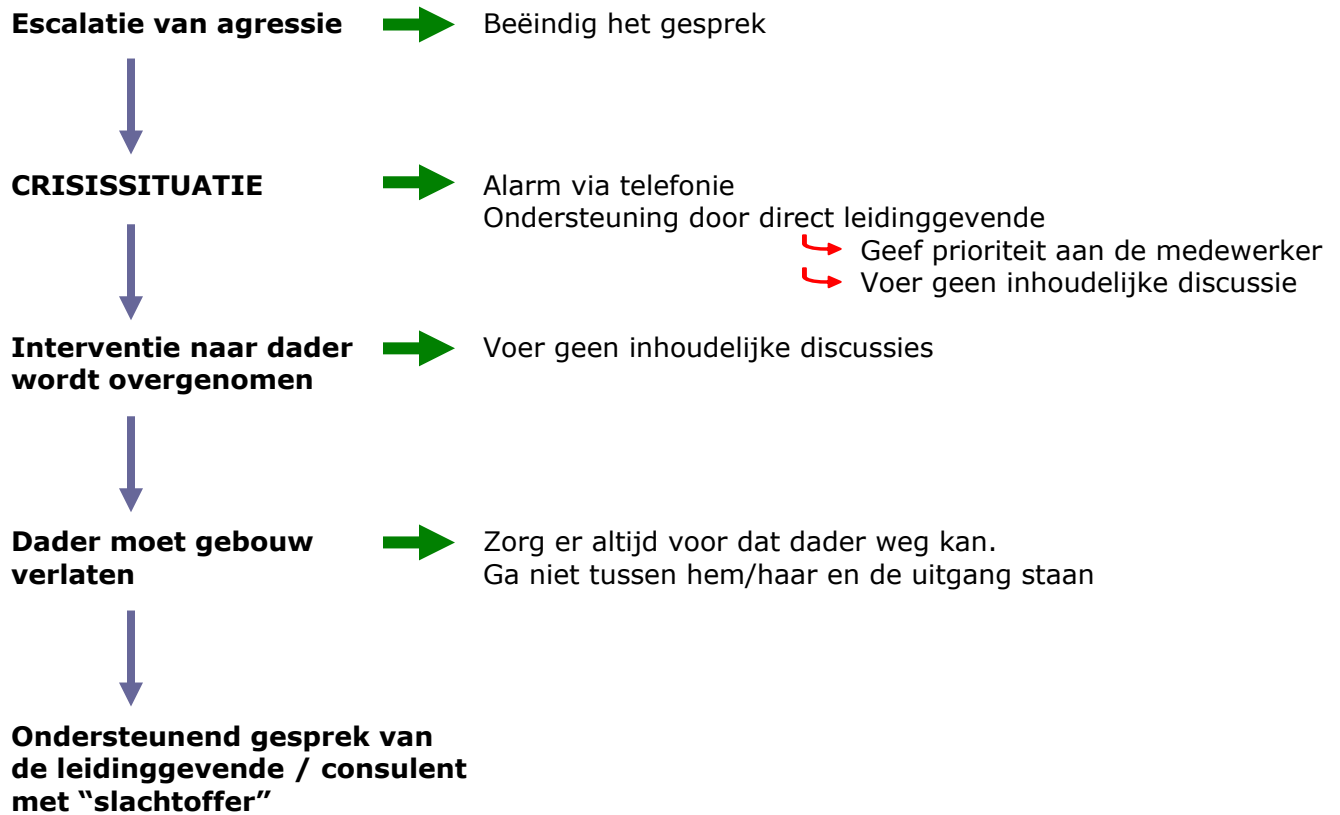 Escalatie van agressie
Beëindig het gesprek
CRISISSITUATIE
Alarm via telefonie
Ondersteuning door direct leidinggevende
Geef prioriteit aan de medewerker
Voer geen inhoudelijke discussie
Interventie naar dader
wordt overgenomen
Voer geen inhoudelijke discussies
Dader moet gebouw
verlaten
Zorg er altijd voor dat dader weg kan.
Ga niet tussen hem/haar en de uitgang staan
Ondersteunend gesprek van
de leidinggevende / consulent
met “slachtoffer”